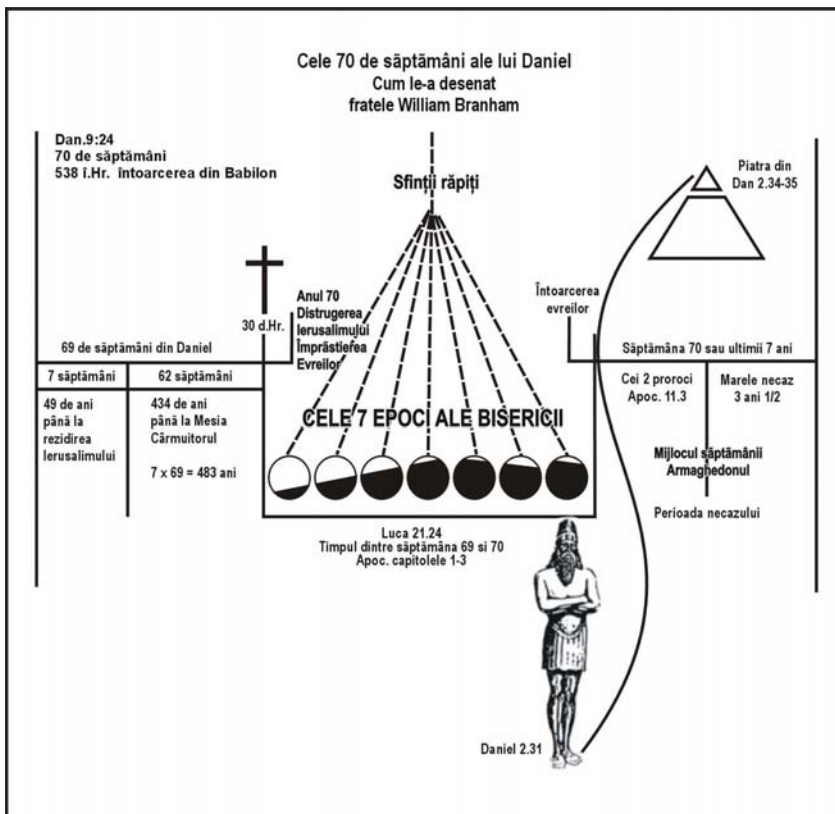 Cele 70 de săptămâni ale lui Daniel
Cum le-a desenat
fratele William Branham
Dan.9:24
70 de săptămâni
538 î.Hr. întoarcerea din Babilon
Sfinții răpiți
Piatra din
Dan 2.34-35
30 d.Hr.
Anul 70
Distrugerea
Ierusalimului
Împrăștierea
Evreilor
Întoarcerea
evreilor
69 de săptămâni din Daniel
7 săptămâni
62 săptămâni
49 de ani
până la
rezidirea
Ierusalimului
434 de ani
până la Mesia
Cârmuitorul
7 x 69 = 483 ani
CELE 7 EPOCI ALE BISERICII
Săptămâna 70 sau ultimii 7 ani
Cei 2 proroci
Apoc. 11.3
Marele necaz
3 ani 1/2
Mijlocul săptămânii
Armaghedonul
Perioada necazului
Luca 21.24
Timpul dintre săptămâna 69 si 70
Apoc. capitolele 1-3
Daniel 2.31